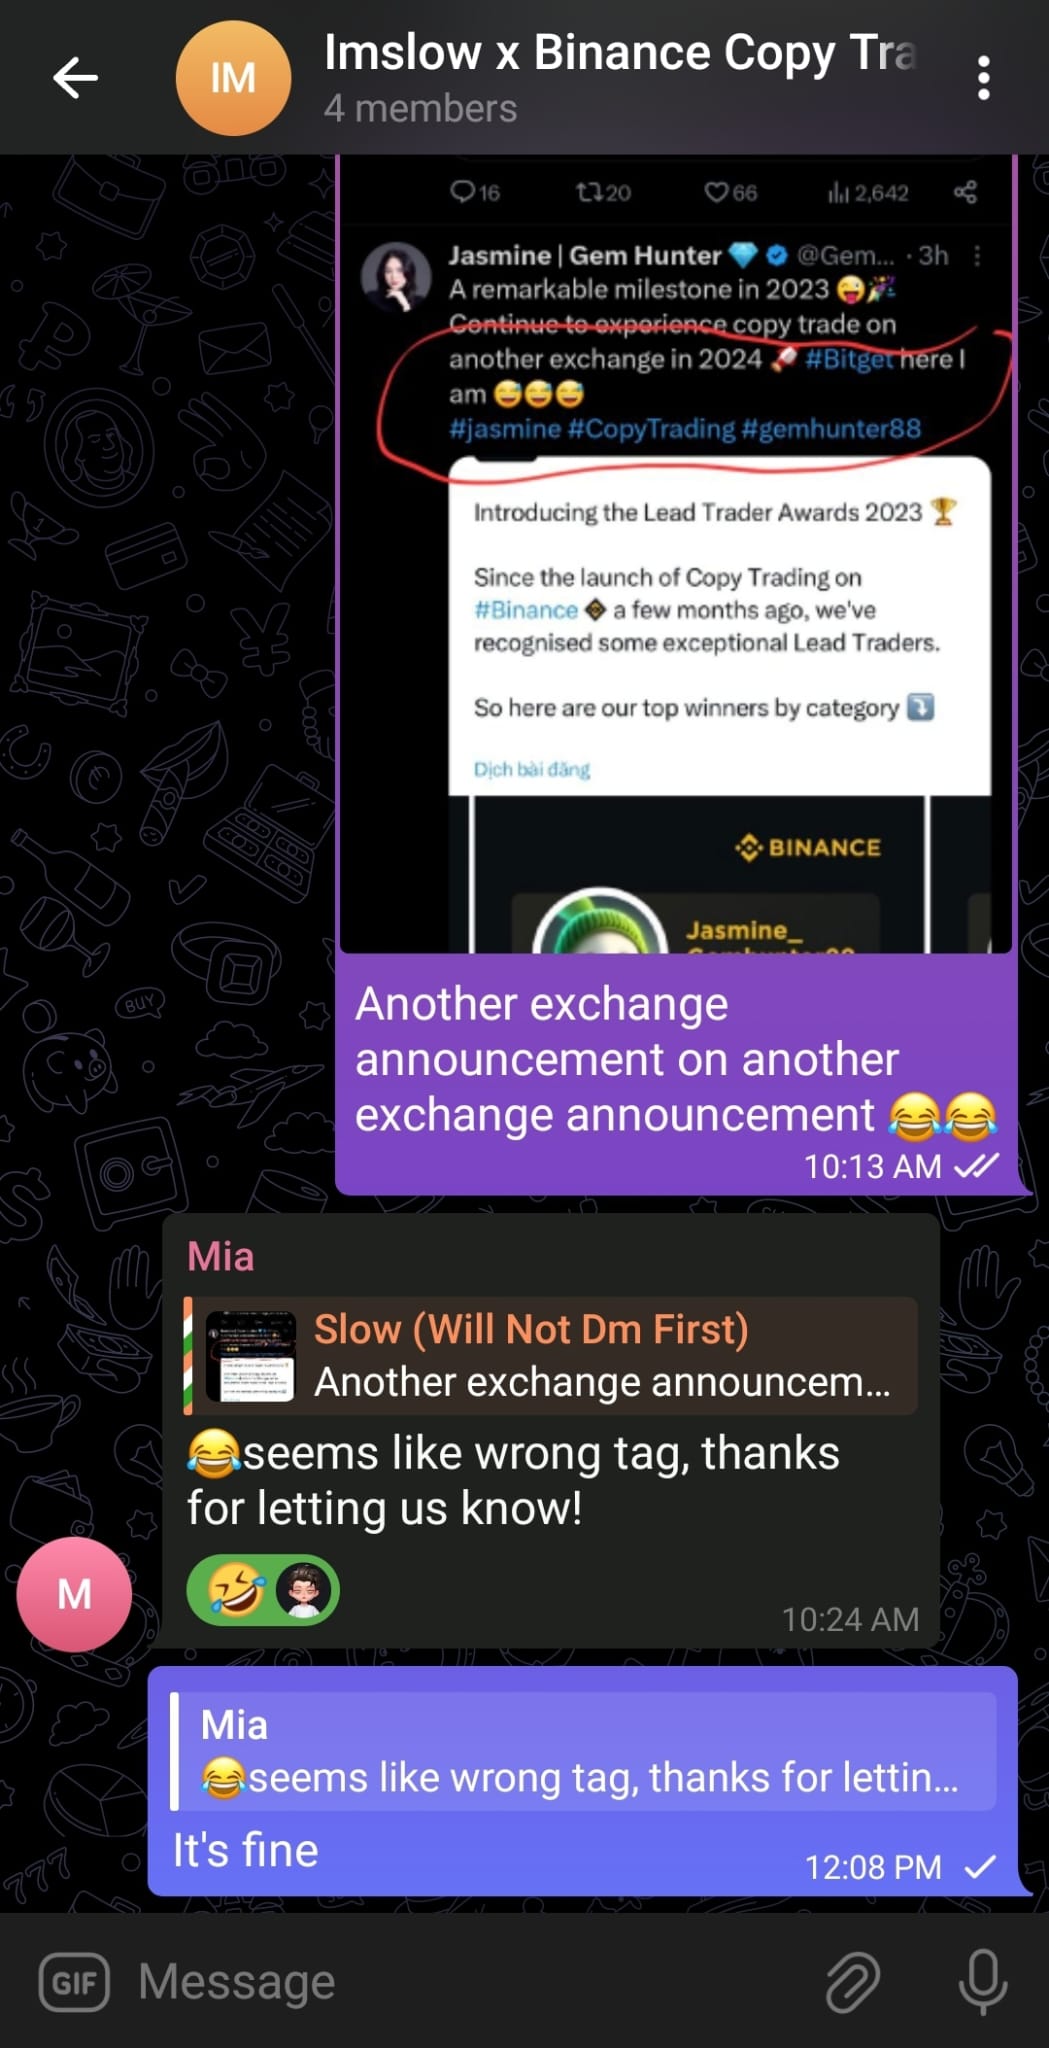 IM
Imslow x Binance Copy Tra
4 members
16 20 66 2,642
Jasmine | Gem Hunter 💎 @Gem... · 3h
A remarkable milestone in 2023 😜🎉
Continue to experience copy trade on
another exchange in 2024 🚀 #Bitget here I
am 😅😅😅
#jasmine #CopyTrading #gemhunter88
Introducing the Lead Trader Awards 2023 🏆
Since the launch of Copy Trading on
#Binance a few months ago, we've
recognised some exceptional Lead Traders.
So here are our top winners by category ⤵️
Dịch bài đăng
BINANCE
Jasmine_
Another exchange
announcement on another
exchange announcement 😂😂
10:13 AM
Mia
Slow (Will Not Dm First)
Another exchange announcem...
😂seems like wrong tag, thanks
for letting us know!
M
10:24 AM
Mia
😂seems like wrong tag, thanks for lettin...
It's fine
12:08 PM
GIF Message